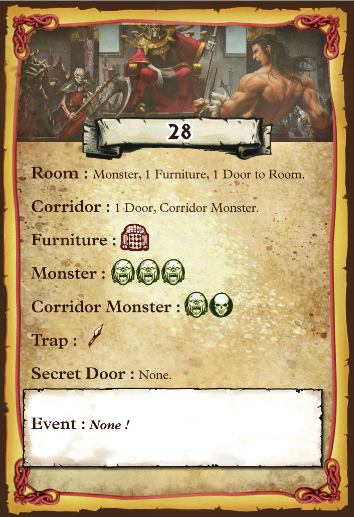 28
Room : Monster, 1 Furniture, 1 Door to Room.
Corridor : 1 Door, Corridor Monster.
Furniture :
Monster :
Corridor Monster :
Trap :
Secret Door : None.
Event : None !